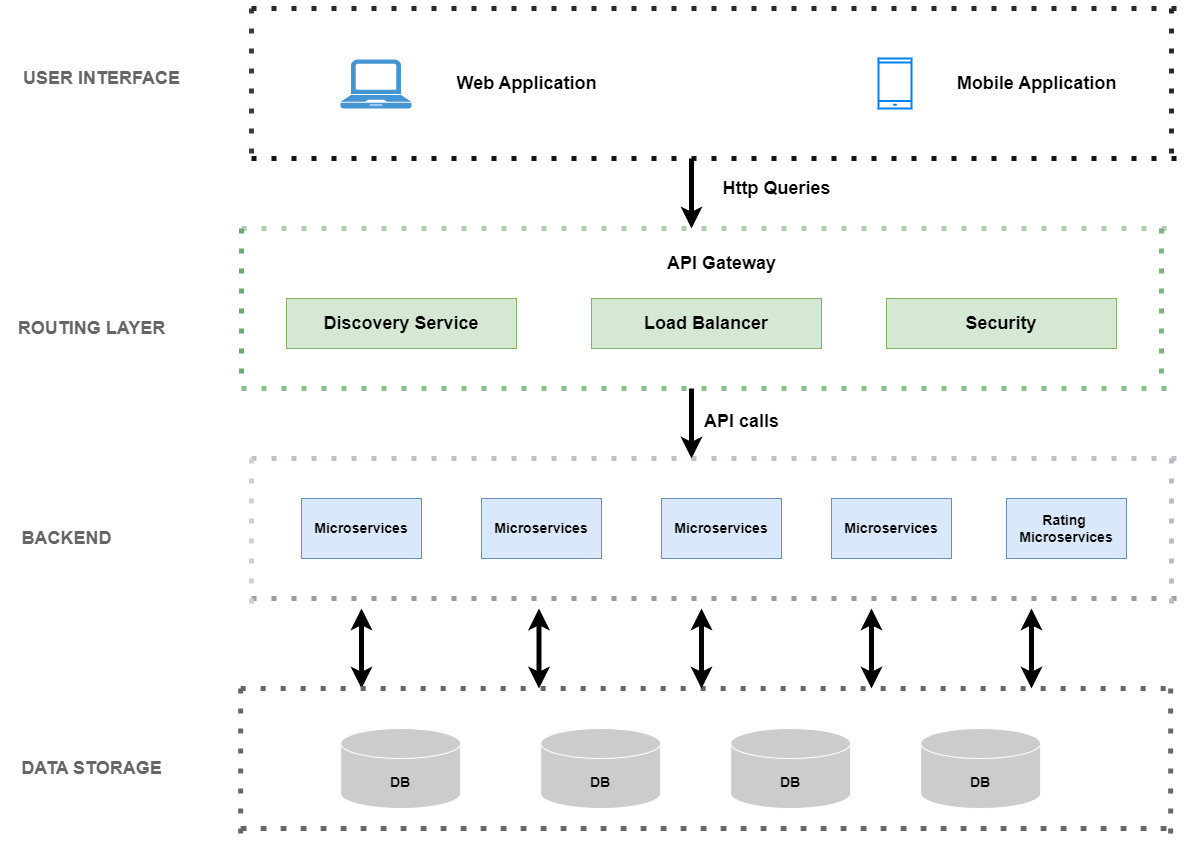 USER INTERFACE
Web Application
Mobile Application
Http Queries
API Gateway
ROUTING LAYER
Discovery Service
Load Balancer
Security
API calls
BACKEND
Microservices
Microservices
Microservices
Microservices
Rating
Microservices
DATA STORAGE
DB
DB
DB
DB